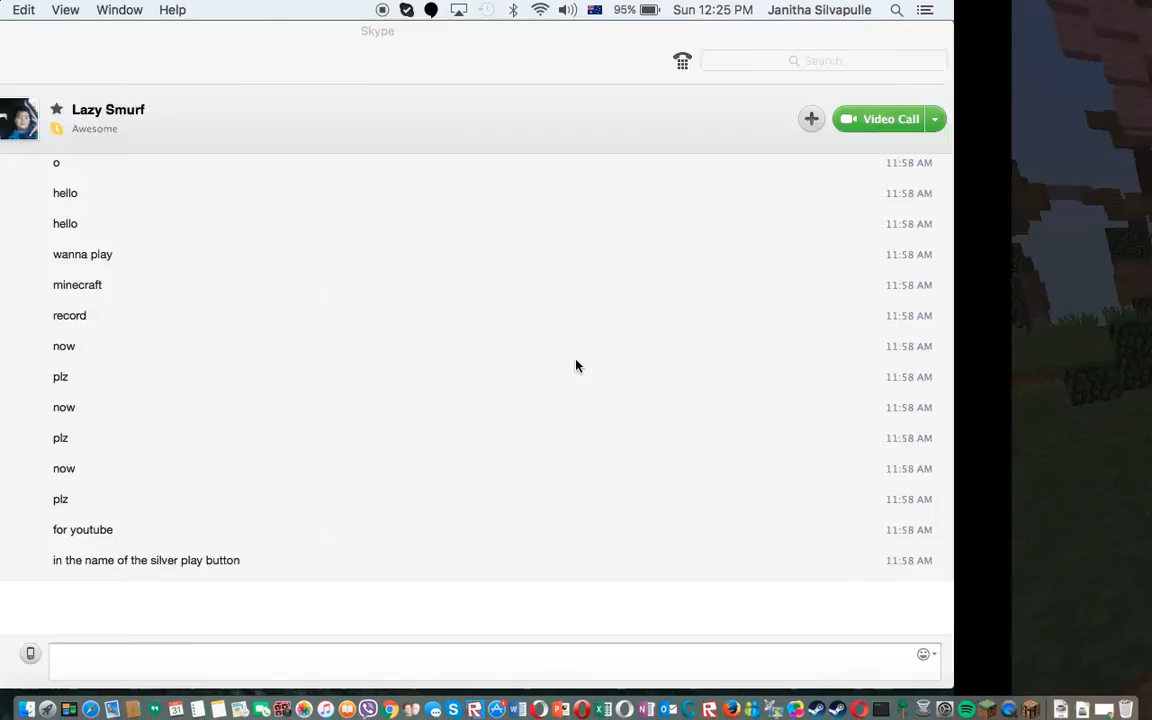 Edit View Window Help 95% Sun 12:25 PM Janitha Silvapulle
Skype
Search
Lazy Smurf
Awesome
Video Call
o 11:58 AM
hello 11:58 AM
hello 11:58 AM
wanna play 11:58 AM
minecraft 11:58 AM
record 11:58 AM
now 11:58 AM
plz 11:58 AM
now 11:58 AM
plz 11:58 AM
now 11:58 AM
plz 11:58 AM
for youtube 11:58 AM
in the name of the silver play button 11:58 AM